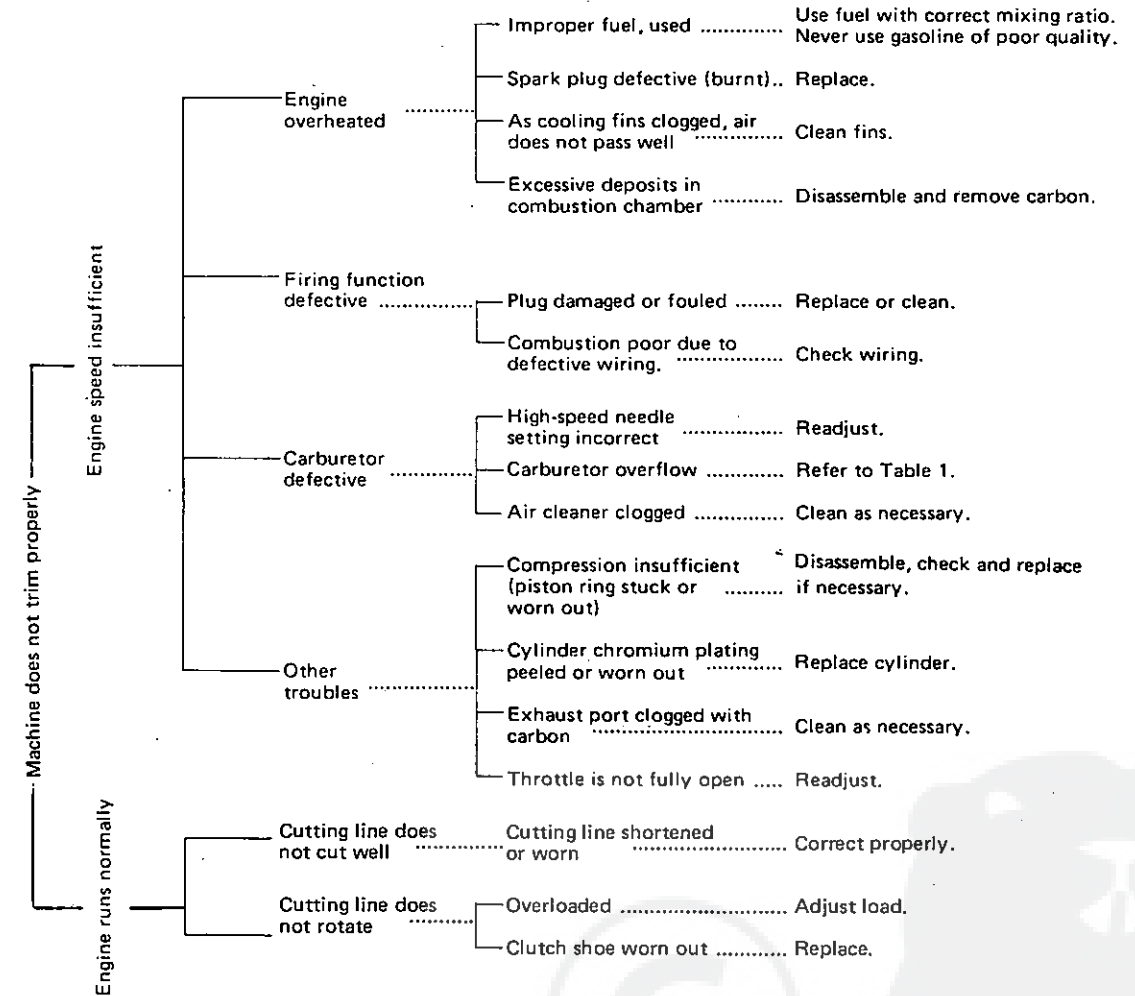 Machine does not trim properly
Engine speed insufficient
Engine
overheated ..........
Improper fuel, used ............. Use fuel with correct mixing ratio.
Never use gasoline of poor quality.
Spark plug defective (burnt).. Replace.
As cooling fins clogged, air
does not pass well ............. Clean fins.
Excessive deposits in
combustion chamber ............ Disassemble and remove carbon.
Firing function
defective ..............
Plug damaged or fouled ........ Replace or clean.
Combustion poor due to
defective wiring. ............... Check wiring.
Carburetor
defective ............
High-speed needle
setting incorrect ............... Readjust.
Carburetor overflow ............. Refer to Table 1.
Air cleaner clogged ............... Clean as necessary.
Other
troubles ................
Compression insufficient
(piston ring stuck or
worn out) .......... Disassemble, check and replace
if necessary.
Cylinder chromium plating
peeled or worn out ............ Replace cylinder.
Exhaust port clogged with
carbon ............................. Clean as necessary.
Throttle is not fully open ..... Readjust.
Engine runs normally
Cutting line does
not cut well .............
Cutting line shortened
or worn ....................... Correct properly.
Cutting line does
not rotate ..........
Overloaded ......................... Adjust load.
Clutch shoe worn out ............ Replace.